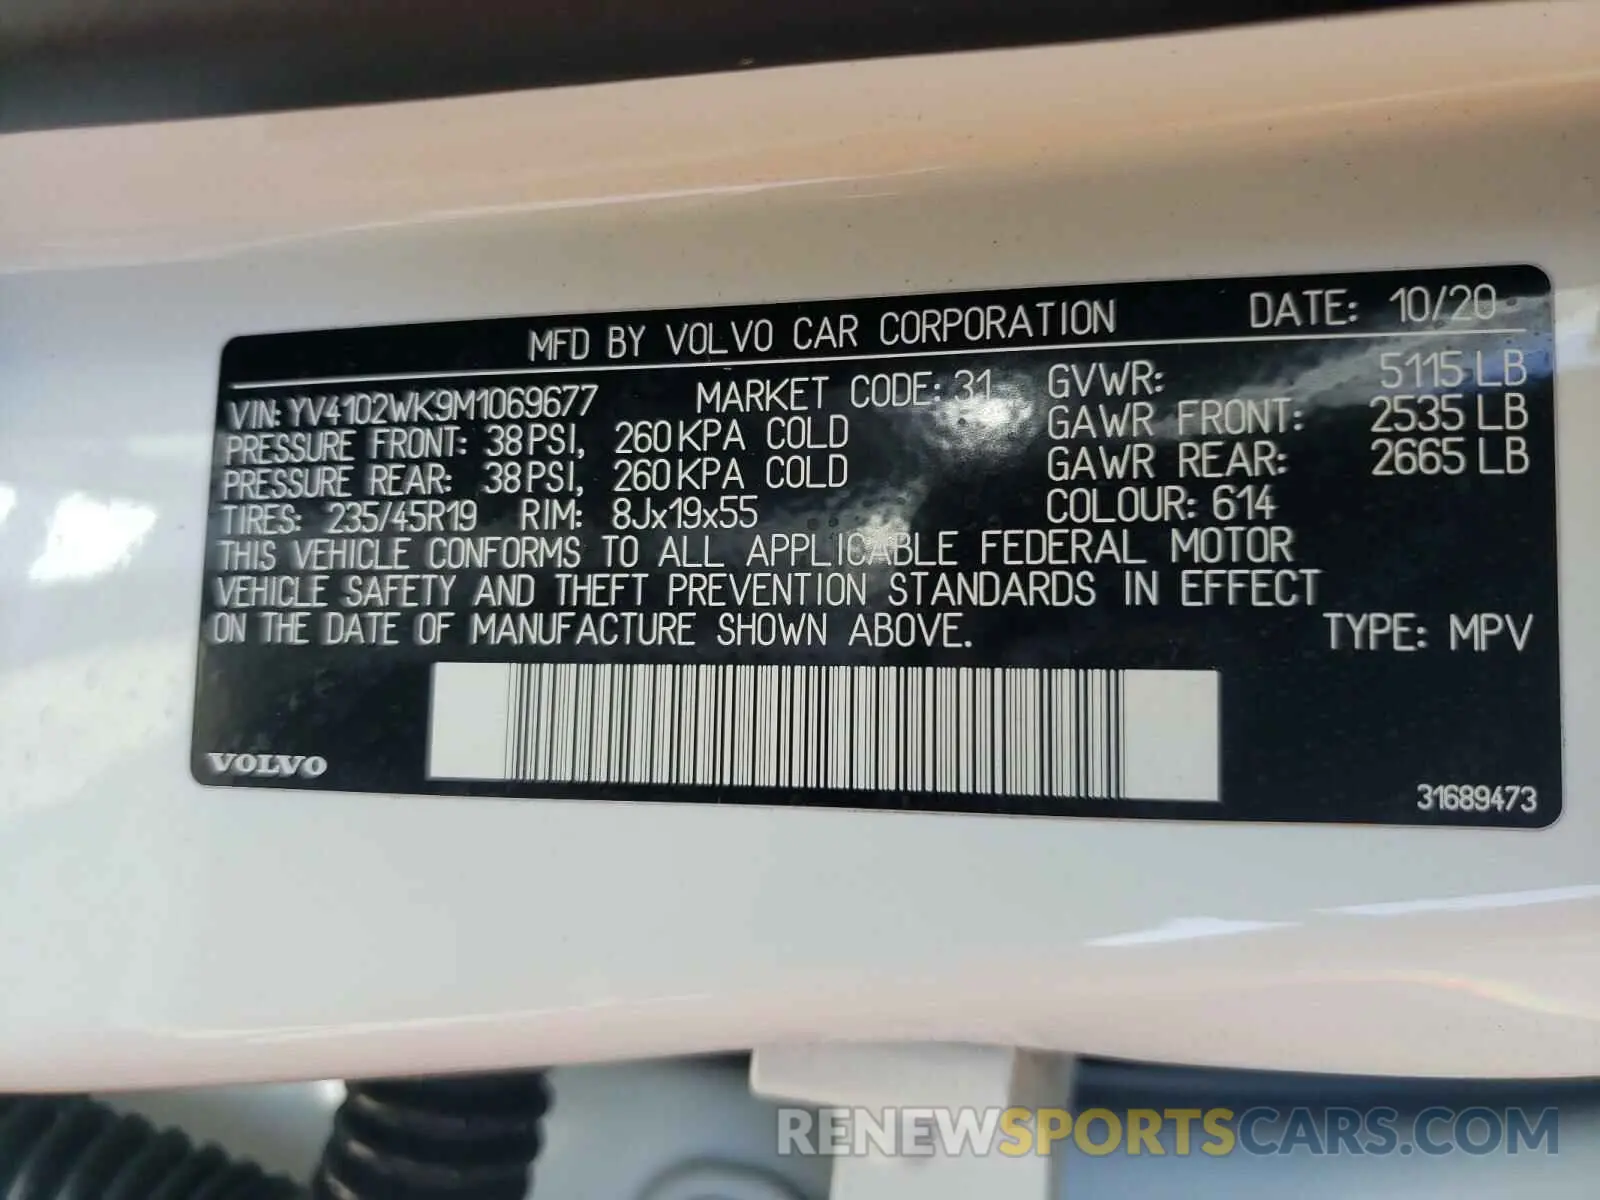 MFD BY VOLVO CAR CORPORATION DATE: 10/20
VIN: YV4102WK9M1069677 MARKET CODE: 31 GVWR: 5115 LB
PRESSURE FRONT: 38 PSI, 260 KPA COLD GAWR FRONT: 2535 LB
PRESSURE REAR: 38 PSI, 260 KPA COLD GAWR REAR: 2665 LB
TIRES: 235/45R19 RIM: 8Jx19x55 COLOUR: 614
THIS VEHICLE CONFORMS TO ALL APPLICABLE FEDERAL MOTOR
VEHICLE SAFETY AND THEFT PREVENTION STANDARDS IN EFFECT
ON THE DATE OF MANUFACTURE SHOWN ABOVE. TYPE: MPV
VOLVO
31689473
RENEWSPORTSCARS.COM